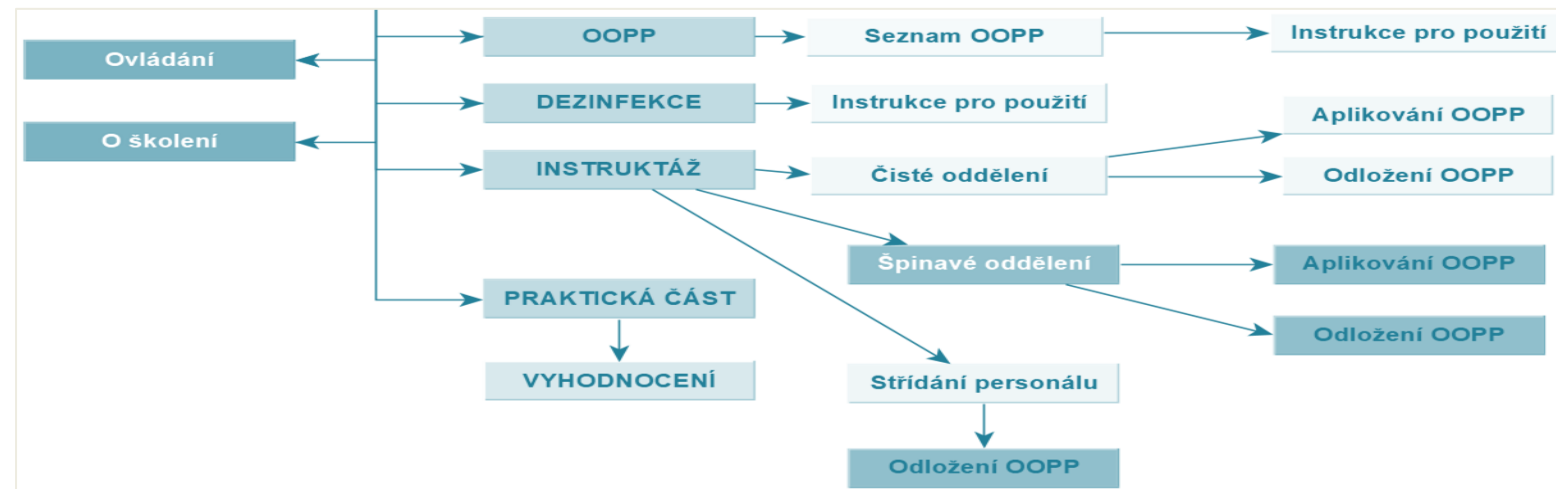 OOPP
Seznam OOPP
Instrukce pro použití
Ovládání
DEZINFEKCE
Instrukce pro použití
Aplikování OOPP
O školení
INSTRUKTÁŽ
Čisté oddělení
Odložení OOPP
Špinavé oddělení
Aplikování OOPP
PRAKTICKÁ ČÁST
Odložení OOPP
VYHODNOCENÍ
Střídání personálu
Odložení OOPP